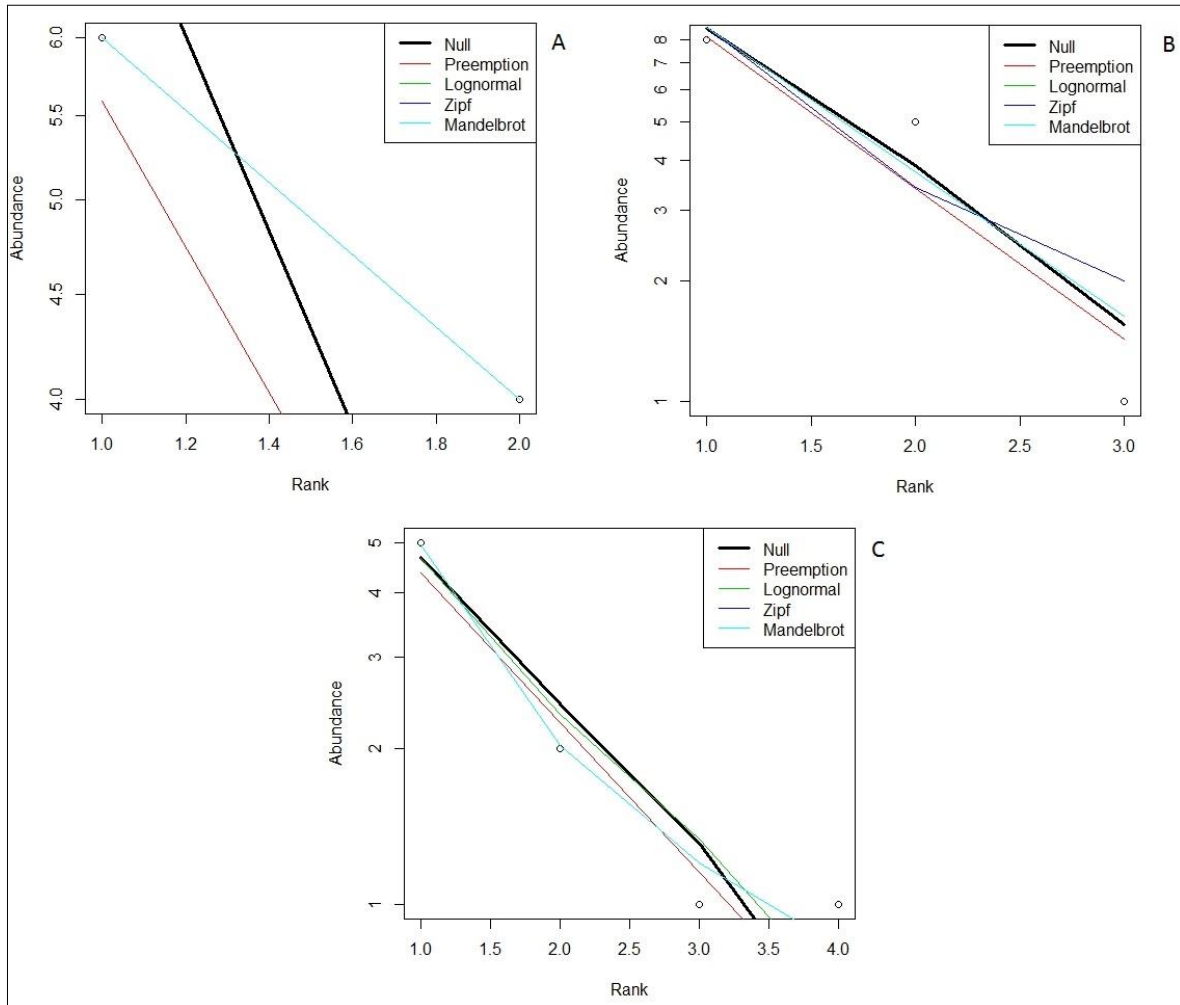 A
Null
Preemption
Lognormal
Zipf
Mandelbrot
Abundance
6.0
5.5
5.0
4.5
4.0
1.0 1.2 1.4 1.6 1.8 2.0
Rank
B
Null
Preemption
Lognormal
Zipf
Mandelbrot
Abundance
8
7
6
5
4
3
2
1
1.0 1.5 2.0 2.5 3.0
Rank
C
Null
Preemption
Lognormal
Zipf
Mandelbrot
Abundance
5
4
3
2
1
1.0 1.5 2.0 2.5 3.0 3.5 4.0
Rank